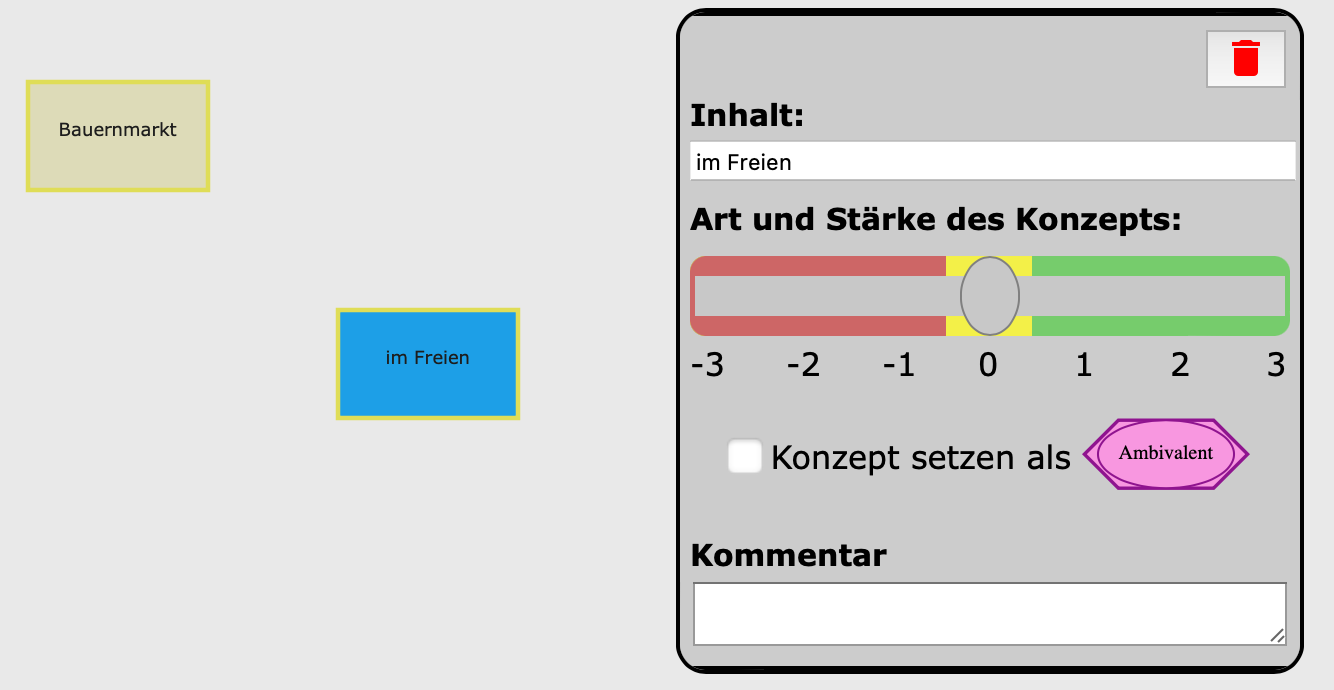 Bauernmarkt
im Freien
Inhalt:
im Freien
Art und Stärke des Konzepts:
-3 -2 -1 0 1 2 3
Konzept setzen als Ambivalent
Kommentar